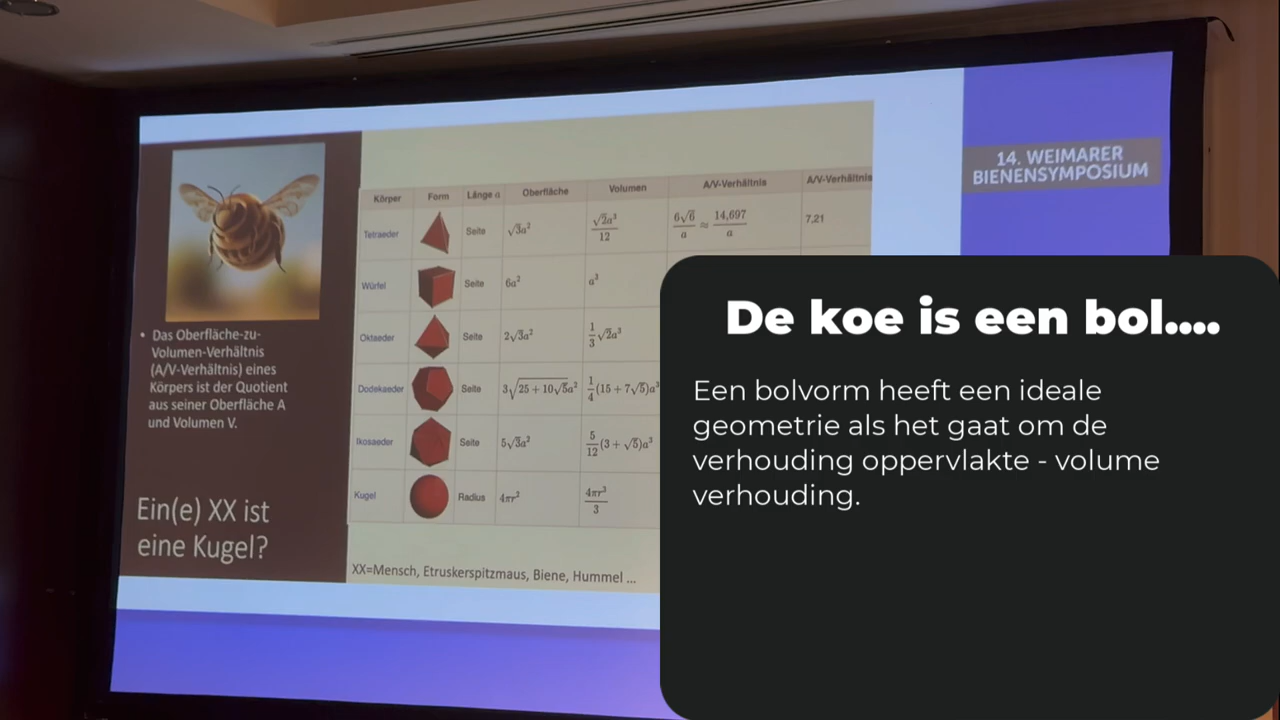 14. WEIMARER
BIENENSYMPOSIUM
Körper Form Länge a Oberfläche Volumen A/V-Verhältnis A/V-Verhältnis
Tetraeder Seite √3a² √2a³/12 6√6/a ≈ 14,697/a 7,21
Würfel Seite 6a² a²
Oktaeder Seite 2√3a² 1/3 √2a³
Dodekaeder Seite 3√(25 + 10√5)a² 1/4 (15 + 7√5)a³
Ikosaeder Seite 5√3a² 5/12 (3 + √5)a³
Kugel Radius 4πr² 4πr³/3
• Das Oberfläche-zu-
Volumen-Verhältnis
(A/V-Verhältnis) eines
Körpers ist der Quotient
aus seiner Oberfläche A
und Volumen V.
Ein(e) XX ist
eine Kugel?
XX=Mensch, Etruskerspitzmaus, Biene, Hummel ...
De koe is een bol....
Een bolvorm heeft een ideale
geometrie als het gaat om de
verhouding oppervlakte - volume
verhouding.